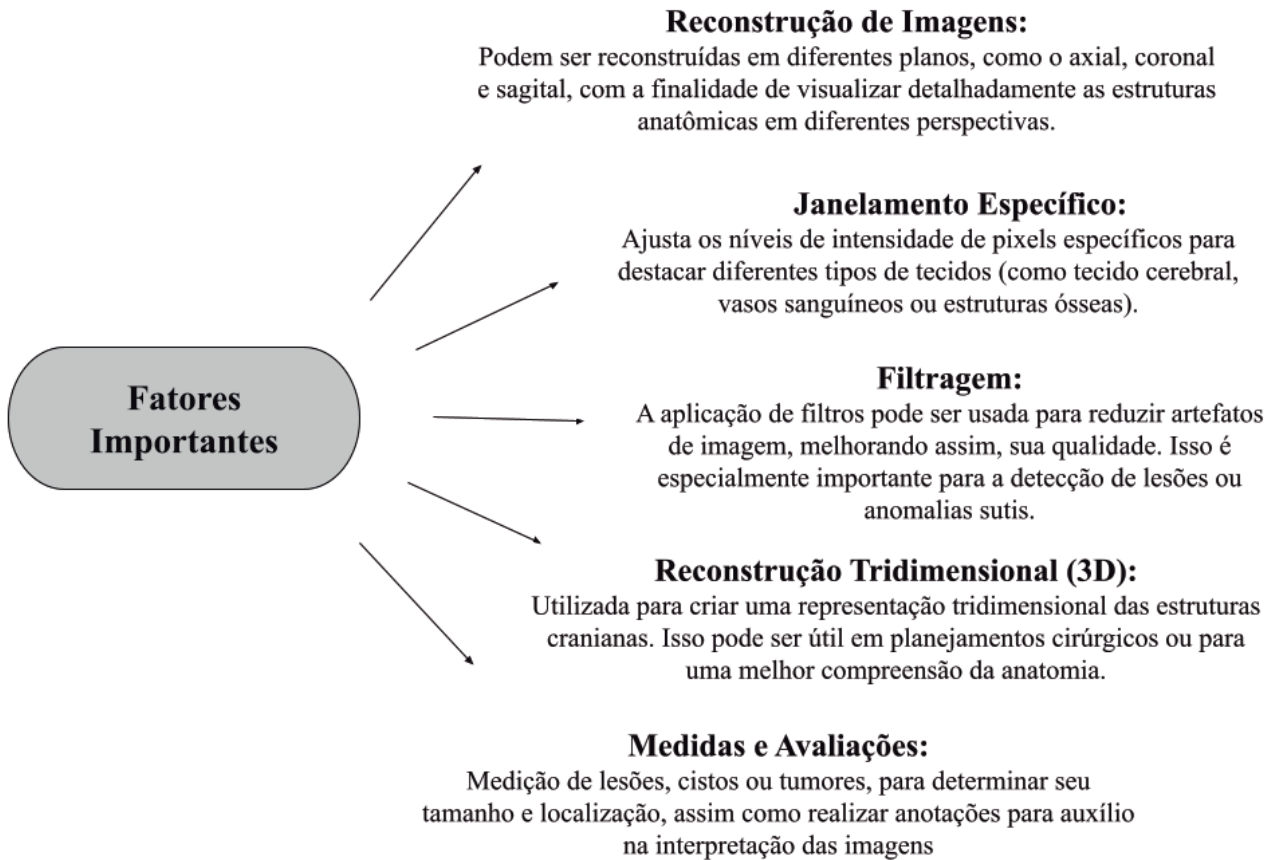 Reconstrução de Imagens:
Podem ser reconstruídas em diferentes planos, como o axial, coronal
e sagital, com a finalidade de visualizar detalhadamente as estruturas
anatômicas em diferentes perspectivas.
Janelamento Específico:
Ajusta os níveis de intensidade de pixels específicos para
destacar diferentes tipos de tecidos (como tecido cerebral,
vasos sanguíneos ou estruturas ósseas).
Fatores
Importantes
Filtragem:
A aplicação de filtros pode ser usada para reduzir artefatos
de imagem, melhorando assim, sua qualidade. Isso é
especialmente importante para a detecção de lesões ou
anomalias sutis.
Reconstrução Tridimensional (3D):
Utilizada para criar uma representação tridimensional das estruturas
cranianas. Isso pode ser útil em planejamentos cirúrgicos ou para
uma melhor compreensão da anatomia.
Medidas e Avaliações:
Medição de lesões, cistos ou tumores, para determinar seu
tamanho e localização, assim como realizar anotações para auxílio
na interpretação das imagens